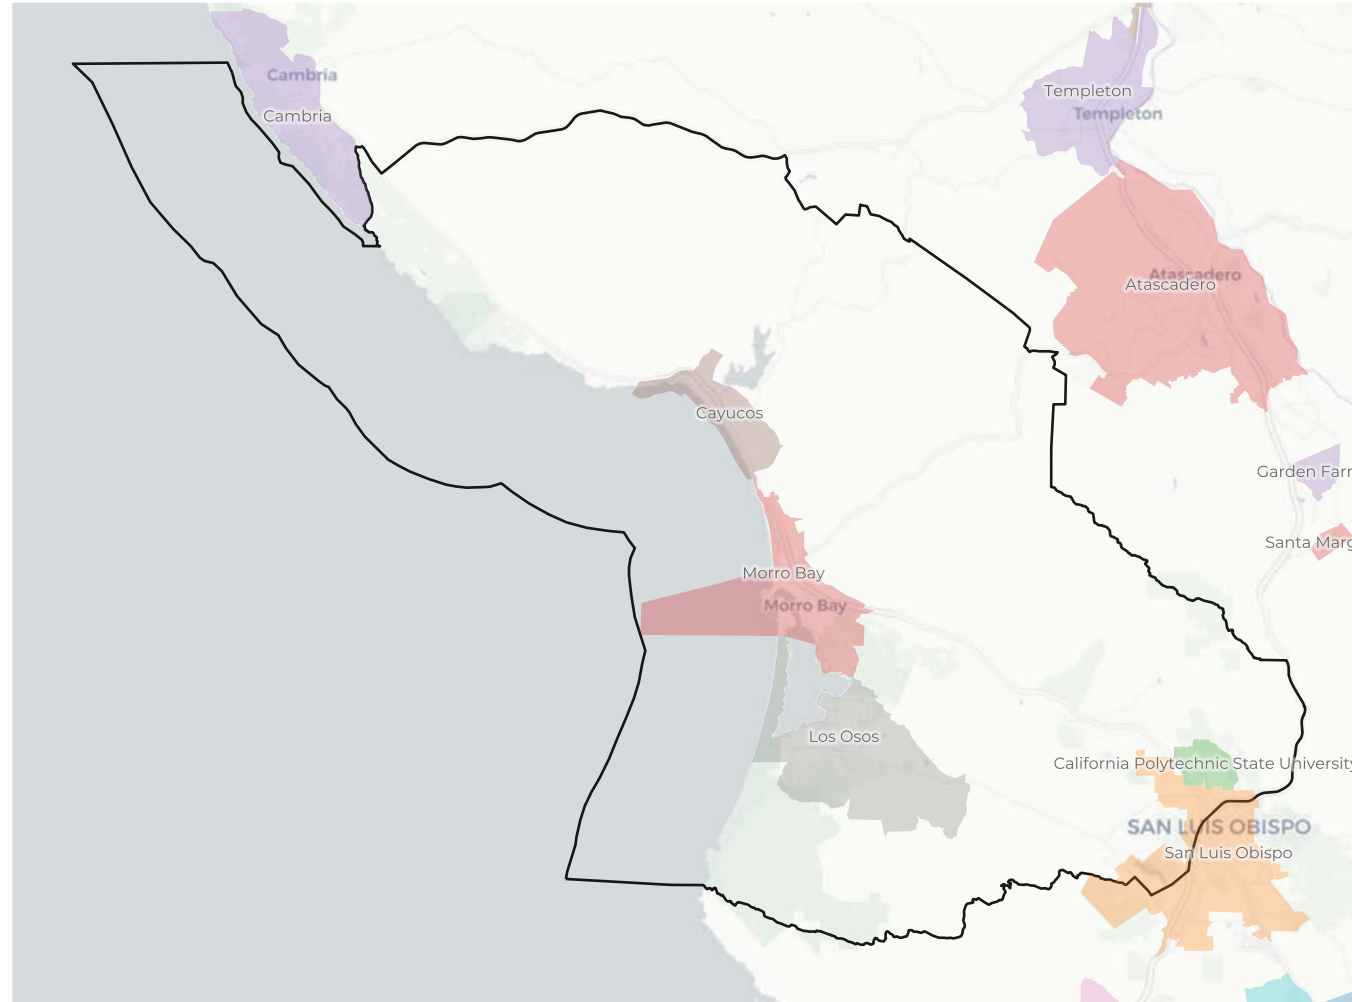 Cambria
Cambria
Templeton
Templeton
Atascadero
Atascadero
Cayucos
Garden Farr
Santa Marg
Morro Bay
Morro Bay
Los Osos
California Polytechnic State University
SAN LUIS OBISPO
San Luis Obispo